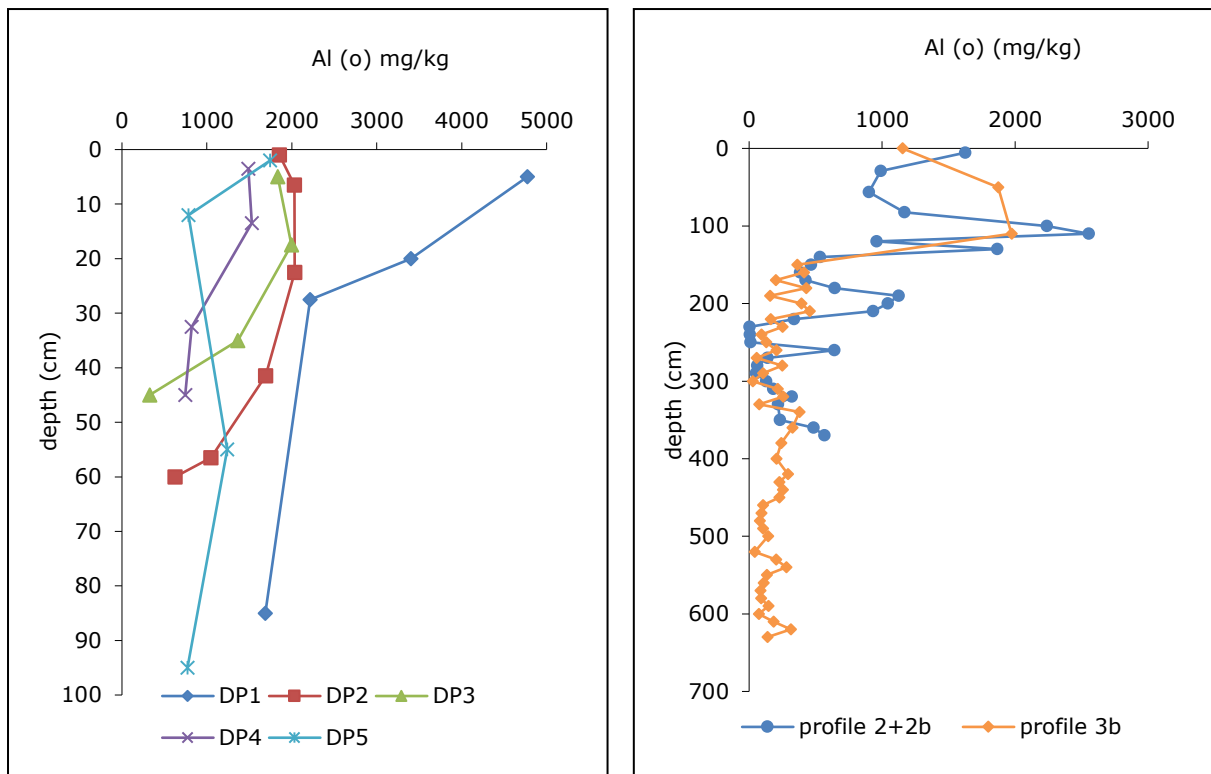 Al (o) mg/kg
0 1000 2000 3000 4000 5000
0
10
20
30
40
50
60
70
80
90
100
depth (cm)
DP1 DP2 DP3
DP4 DP5
Al (o) (mg/kg)
0 1000 2000 3000
0
100
200
300
400
500
600
700
depth (cm)
profile 2+2b profile 3b